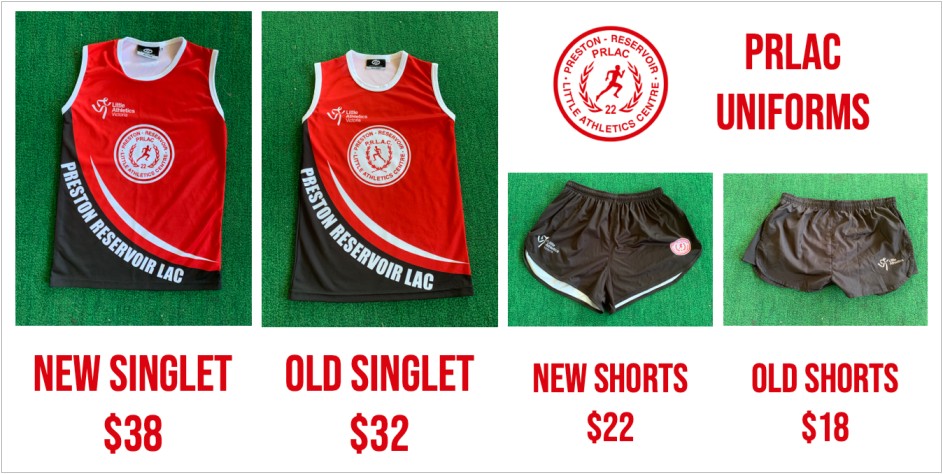 Little
Athletics
Victoria
PRESTON - RESERVOIR
PRLAC
22
LITTLE ATHLETICS CENTRE
PRESTON RESERVOIR LAC
NEW SINGLET
$38
Little
Athletics
Victoria
PRESTON - RESERVOIR
P.R.L.A.C.
LITTLE ATHLETICS CENTRE
PRESTON RESERVOIR LAC
OLD SINGLET
$32
PRESTON - RESERVOIR
PRLAC
22
LITTLE ATHLETICS CENTRE
PRLAC
UNIFORMS
NEW SHORTS
$22
OLD SHORTS
$18